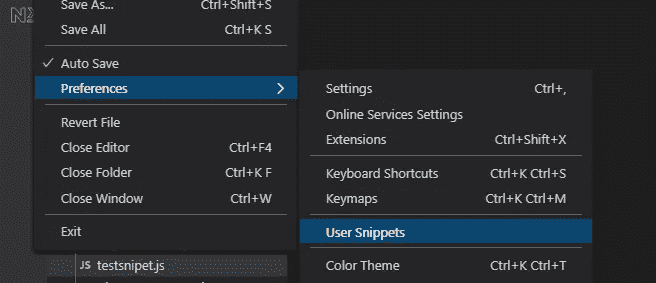 Save As... Ctrl+Shift+S
Save All Ctrl+K S
Auto Save
Preferences
Revert File
Close Editor Ctrl+F4
Close Folder Ctrl+K F
Close Window Ctrl+W
Exit
Settings Ctrl+,
Online Services Settings
Extensions Ctrl+Shift+X
Keyboard Shortcuts Ctrl+K Ctrl+S
Keymaps Ctrl+K Ctrl+M
User Snippets
Color Theme Ctrl+K Ctrl+T
JS testsnipet.js